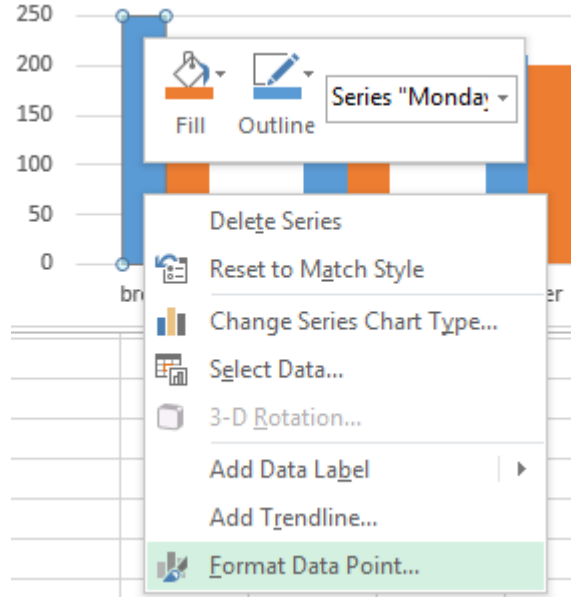 250
200
150
100
50
0
Fill Outline
Series "Monday
Delete Series
Reset to Match Style
Change Series Chart Type...
Select Data...
3-D Rotation...
Add Data Label
Add Trendline...
Format Data Point...